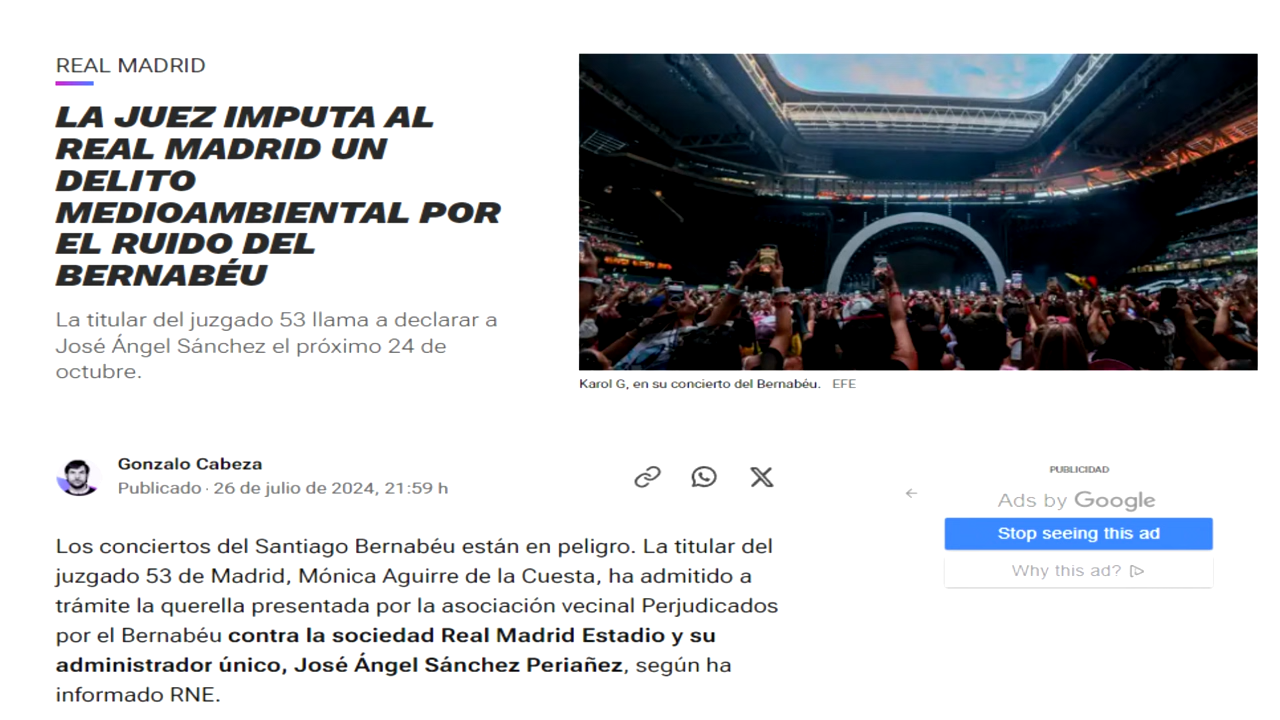 REAL MADRID
LA JUEZ IMPUTA AL
REAL MADRID UN
DELITO
MEDIOAMBIENTAL POR
EL RUIDO DEL
BERNABÉU
La titular del juzgado 53 llama a declarar a
José Ángel Sánchez el próximo 24 de
octubre.
Karol G, en su concierto del Bernabéu. EFE
Gonzalo Cabeza
Publicado · 26 de julio de 2024, 21:59 h
PUBLICIDAD
Ads by Google
Stop seeing this ad
Why this ad?
Los conciertos del Santiago Bernabéu están en peligro. La titular del
juzgado 53 de Madrid, Mónica Aguirre de la Cuesta, ha admitido a
trámite la querella presentada por la asociación vecinal Perjudicados
por el Bernabéu contra la sociedad Real Madrid Estadio y su
administrador único, José Ángel Sánchez Periañez, según ha
informado RNE.